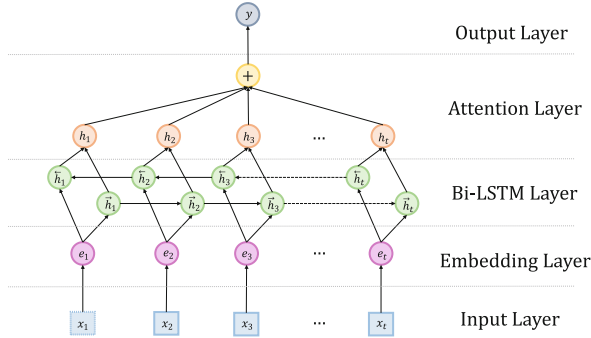 y
Output Layer
+
Attention Layer
h₁ h₂ h₃ ... hₜ
h⃖₁ h⃖₂ h⃖₃ h⃖ₜ
Bi-LSTM Layer
h⃗₁ h⃗₂ h⃗₃ h⃗ₜ
e₁ e₂ e₃ ... eₜ
Embedding Layer
x₁ x₂ x₃ ... xₜ
Input Layer